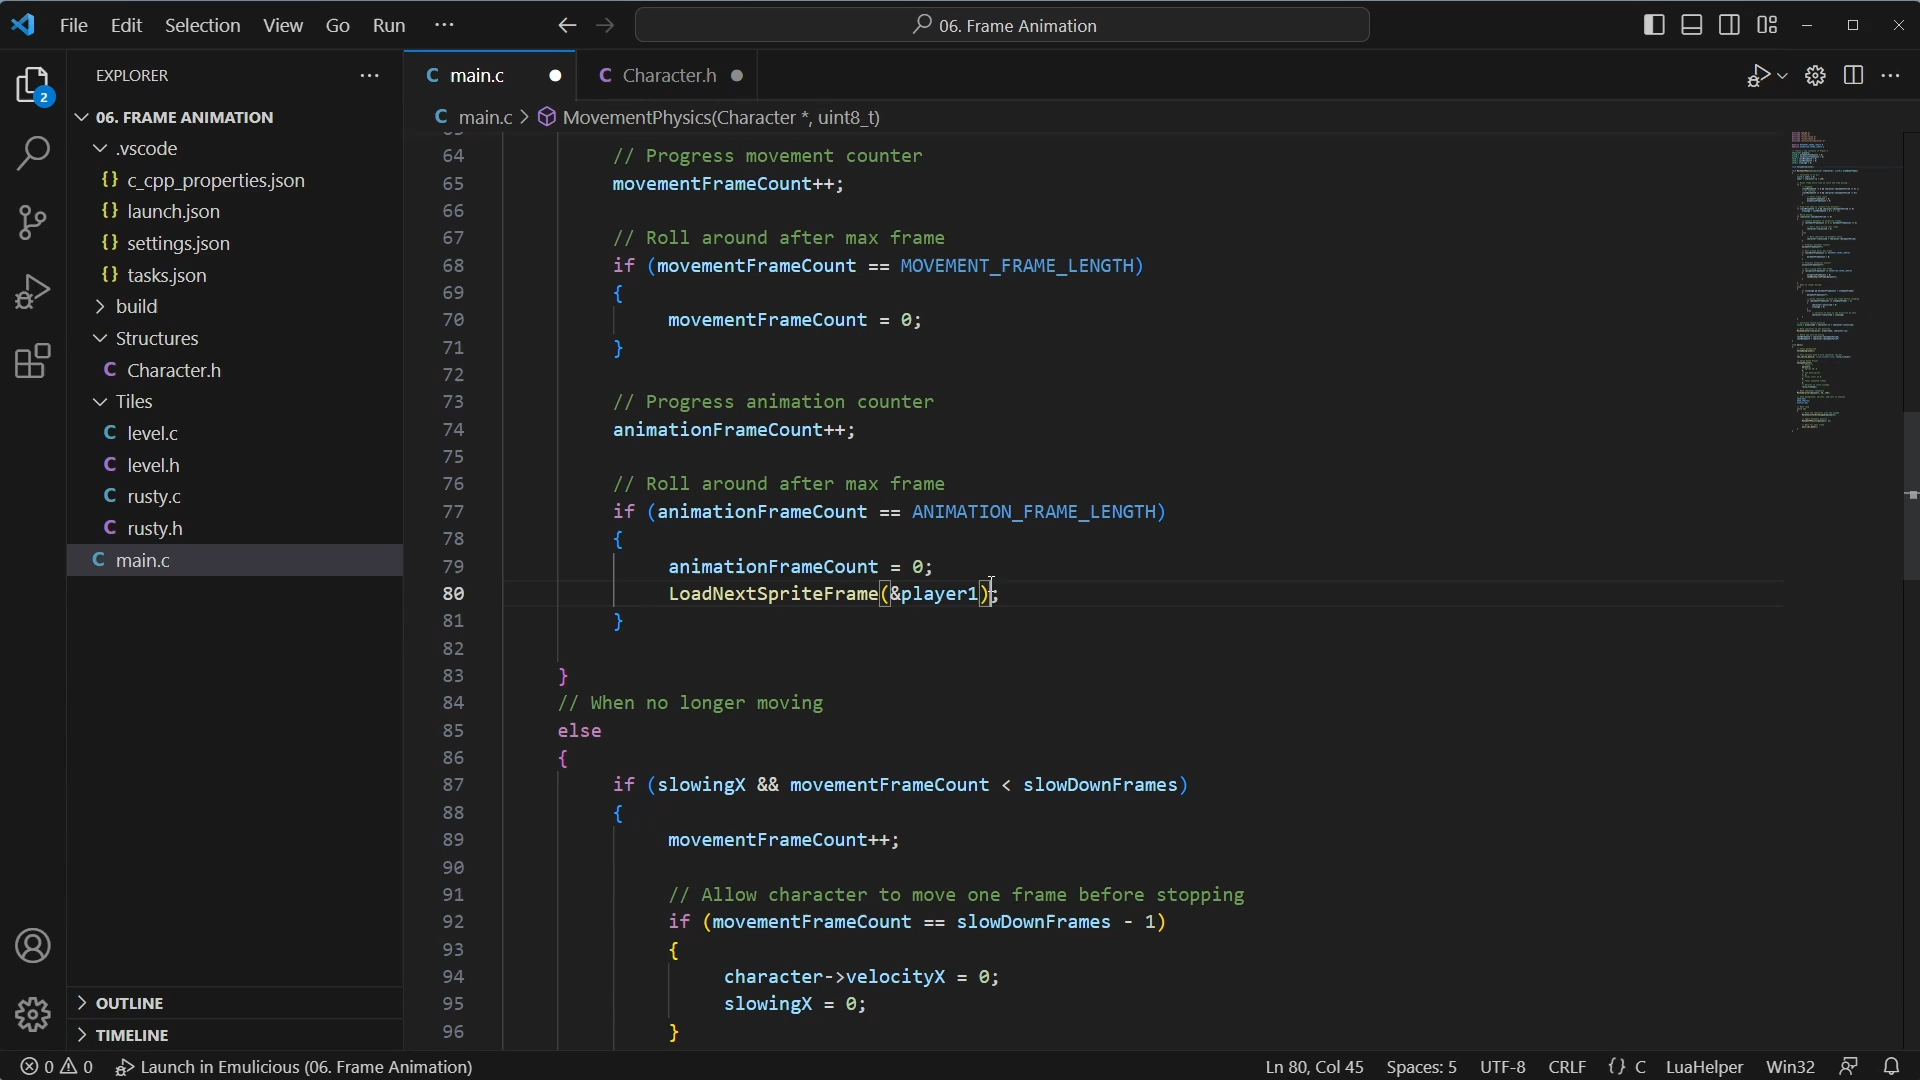 File Edit Selection View Go Run ··· 06. Frame Animation
EXPLORER ···
2
06. FRAME ANIMATION
.vscode
{} c_cpp_properties.json
{} launch.json
{} settings.json
{} tasks.json
build
Structures
C Character.h
Tiles
C level.c
C level.h
C rusty.c
C rusty.h
C main.c
OUTLINE
TIMELINE
C main.c C Character.h
C main.c > MovementPhysics(Character *, uint8_t)
64 // Progress movement counter
65 movementFrameCount++;
66
67 // Roll around after max frame
68 if (movementFrameCount == MOVEMENT_FRAME_LENGTH)
69 {
70 movementFrameCount = 0;
71 }
72
73 // Progress animation counter
74 animationFrameCount++;
75
76 // Roll around after max frame
77 if (animationFrameCount == ANIMATION_FRAME_LENGTH)
78 {
79 animationFrameCount = 0;
80 LoadNextSpriteFrame(&player1);
81 }
82
83 }
84 // When no longer moving
85 else
86 {
87 if (slowingX && movementFrameCount < slowDownFrames)
88 {
89 movementFrameCount++;
90
91 // Allow character to move one frame before stopping
92 if (movementFrameCount == slowDownFrames - 1)
93 {
94 character->velocityX = 0;
95 slowingX = 0;
96 }
0 0 Launch in Emulicious (06. Frame Animation) Ln 80, Col 45 Spaces: 5 UTF-8 CRLF {} C LuaHelper Win32